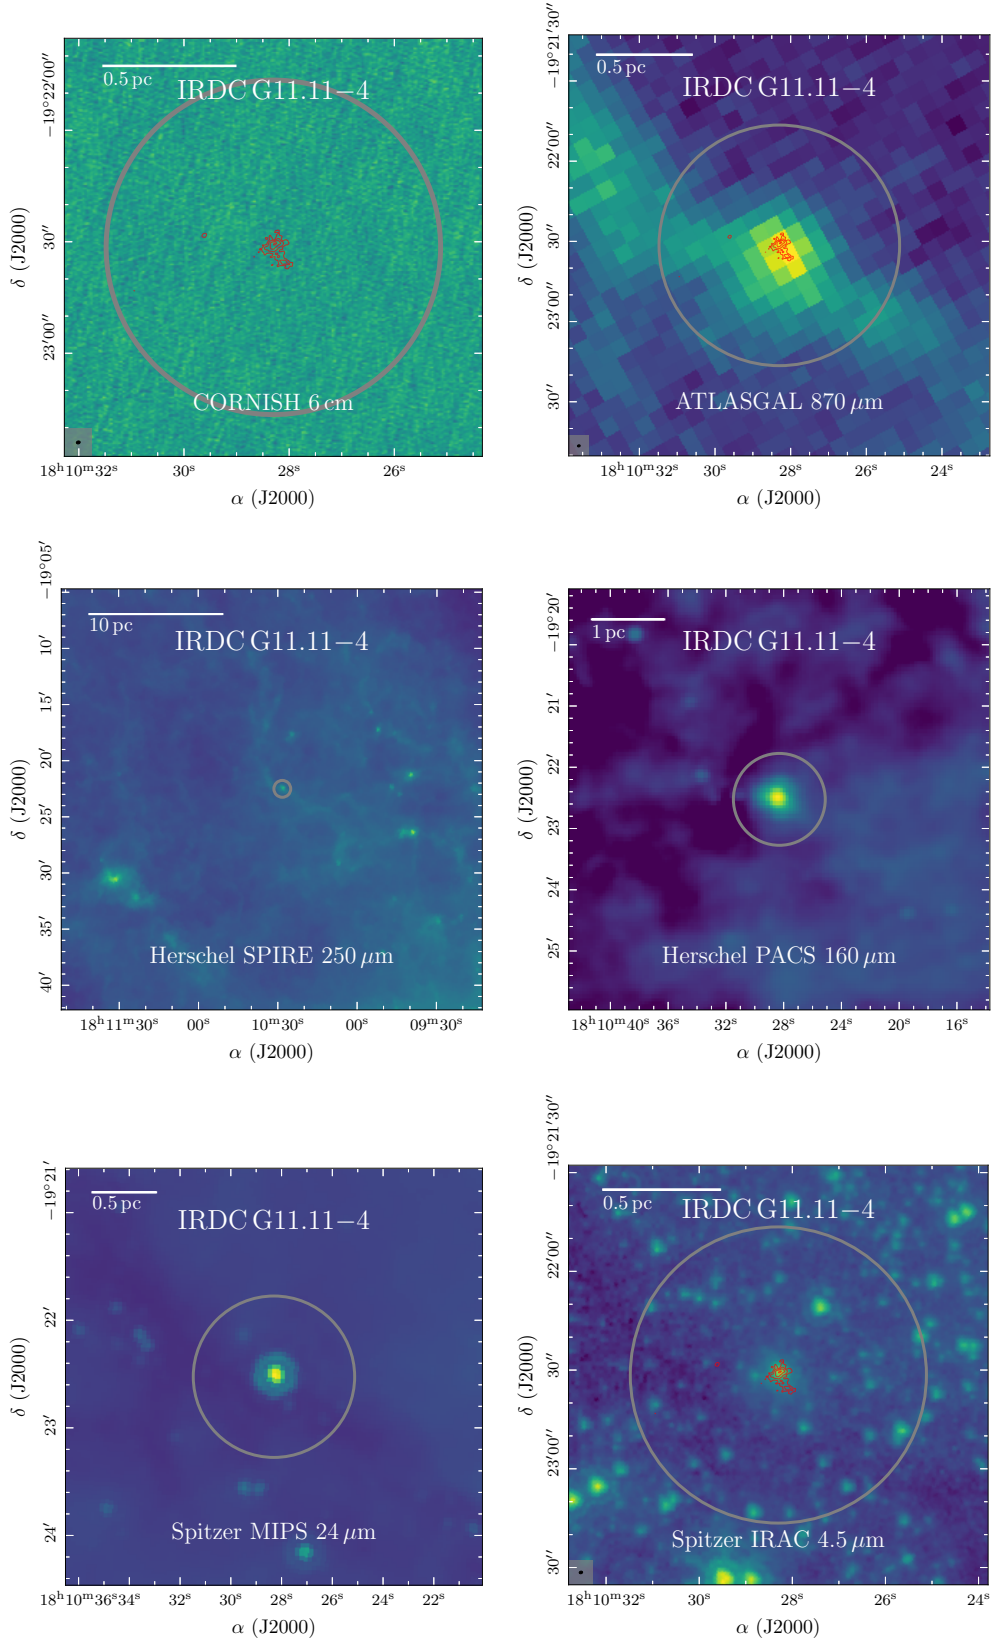 0.5 pc
IRDC G11.11−4
CORNISH 6 cm
−19°22′00″
30″
23′00″
δ (J2000)
18ʰ10ᵐ32ˢ 30ˢ 28ˢ 26ˢ
α (J2000)
0.5 pc
IRDC G11.11−4
ATLASGAL 870 μm
−19°21′30″
22′00″
30″
23′00″
30″
δ (J2000)
18ʰ10ᵐ32ˢ 30ˢ 28ˢ 26ˢ 24ˢ
α (J2000)
10 pc
IRDC G11.11−4
Herschel SPIRE 250 μm
−19°05′
10′
15′
20′
25′
30′
35′
40′
δ (J2000)
18ʰ11ᵐ30ˢ 00ˢ 10ᵐ30ˢ 00ˢ 09ᵐ30ˢ
α (J2000)
1 pc
IRDC G11.11−4
Herschel PACS 160 μm
−19°20′
21′
22′
23′
24′
25′
δ (J2000)
18ʰ10ᵐ40ˢ 36ˢ 32ˢ 28ˢ 24ˢ 20ˢ 16ˢ
α (J2000)
0.5 pc
IRDC G11.11−4
Spitzer MIPS 24 μm
−19°21′
22′
23′
24′
δ (J2000)
18ʰ10ᵐ36ˢ34ˢ 32ˢ 30ˢ 28ˢ 26ˢ 24ˢ 22ˢ
α (J2000)
0.5 pc
IRDC G11.11−4
Spitzer IRAC 4.5 μm
−19°21′30″
22′00″
30″
23′00″
30″
δ (J2000)
18ʰ10ᵐ32ˢ 30ˢ 28ˢ 26ˢ 24ˢ
α (J2000)